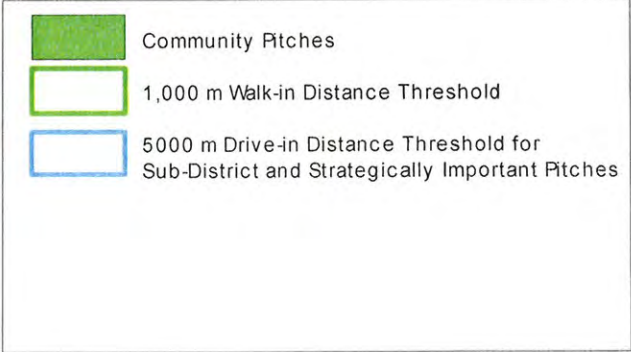 Community Pitches
1,000 m Walk-in Distance Threshold
5000 m Drive-in Distance Threshold for
Sub-District and Strategically Important Pitches